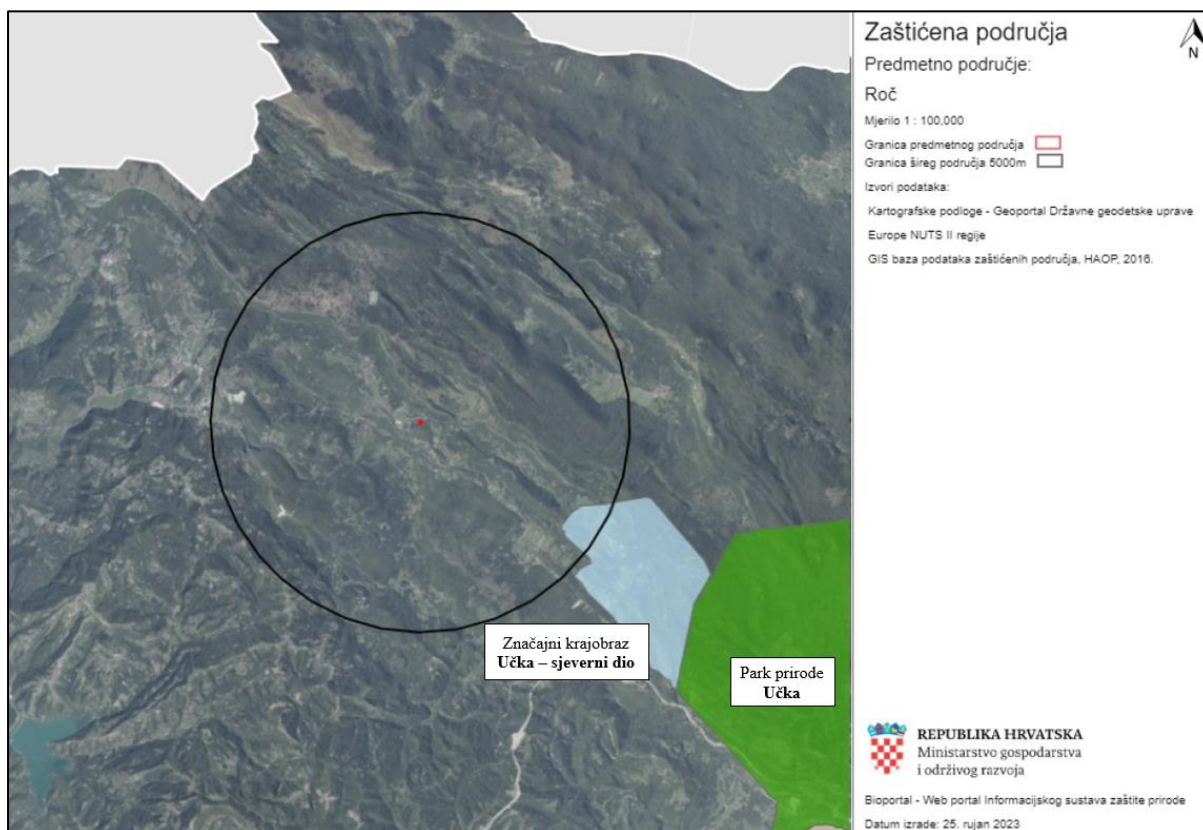 Zaštićena područja
N
Predmetno područje:
Roč
Mjerilo 1 : 100,000
Granica predmetnog područja
Granica šireg područja 5000m
Izvori podataka:
Kartografske podloge - Geoportal Državne geodetske uprave
Europe NUTS II regije
GIS baza podataka zaštićenih područja, HAOP, 2016.
Značajni krajobraz
Učka – sjeverni dio
Park prirode
Učka
REPUBLIKA HRVATSKA
Ministarstvo gospodarstva
i održivog razvoja
Bioportal - Web portal Informacijskog sustava zaštite prirode
Datum izrade: 25. rujan 2023